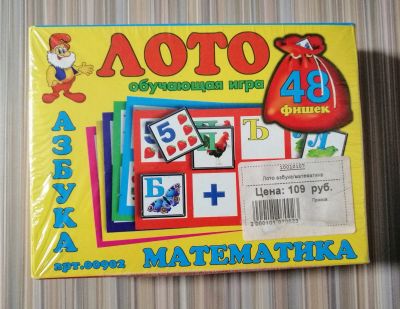 ЛОТО
обучающая игра
48
фишек
АЗБУКА
5
Ъ
Б
+
Лото азбука/математика
Цена: 109 руб.
МАТЕМАТИКА
арт.00902